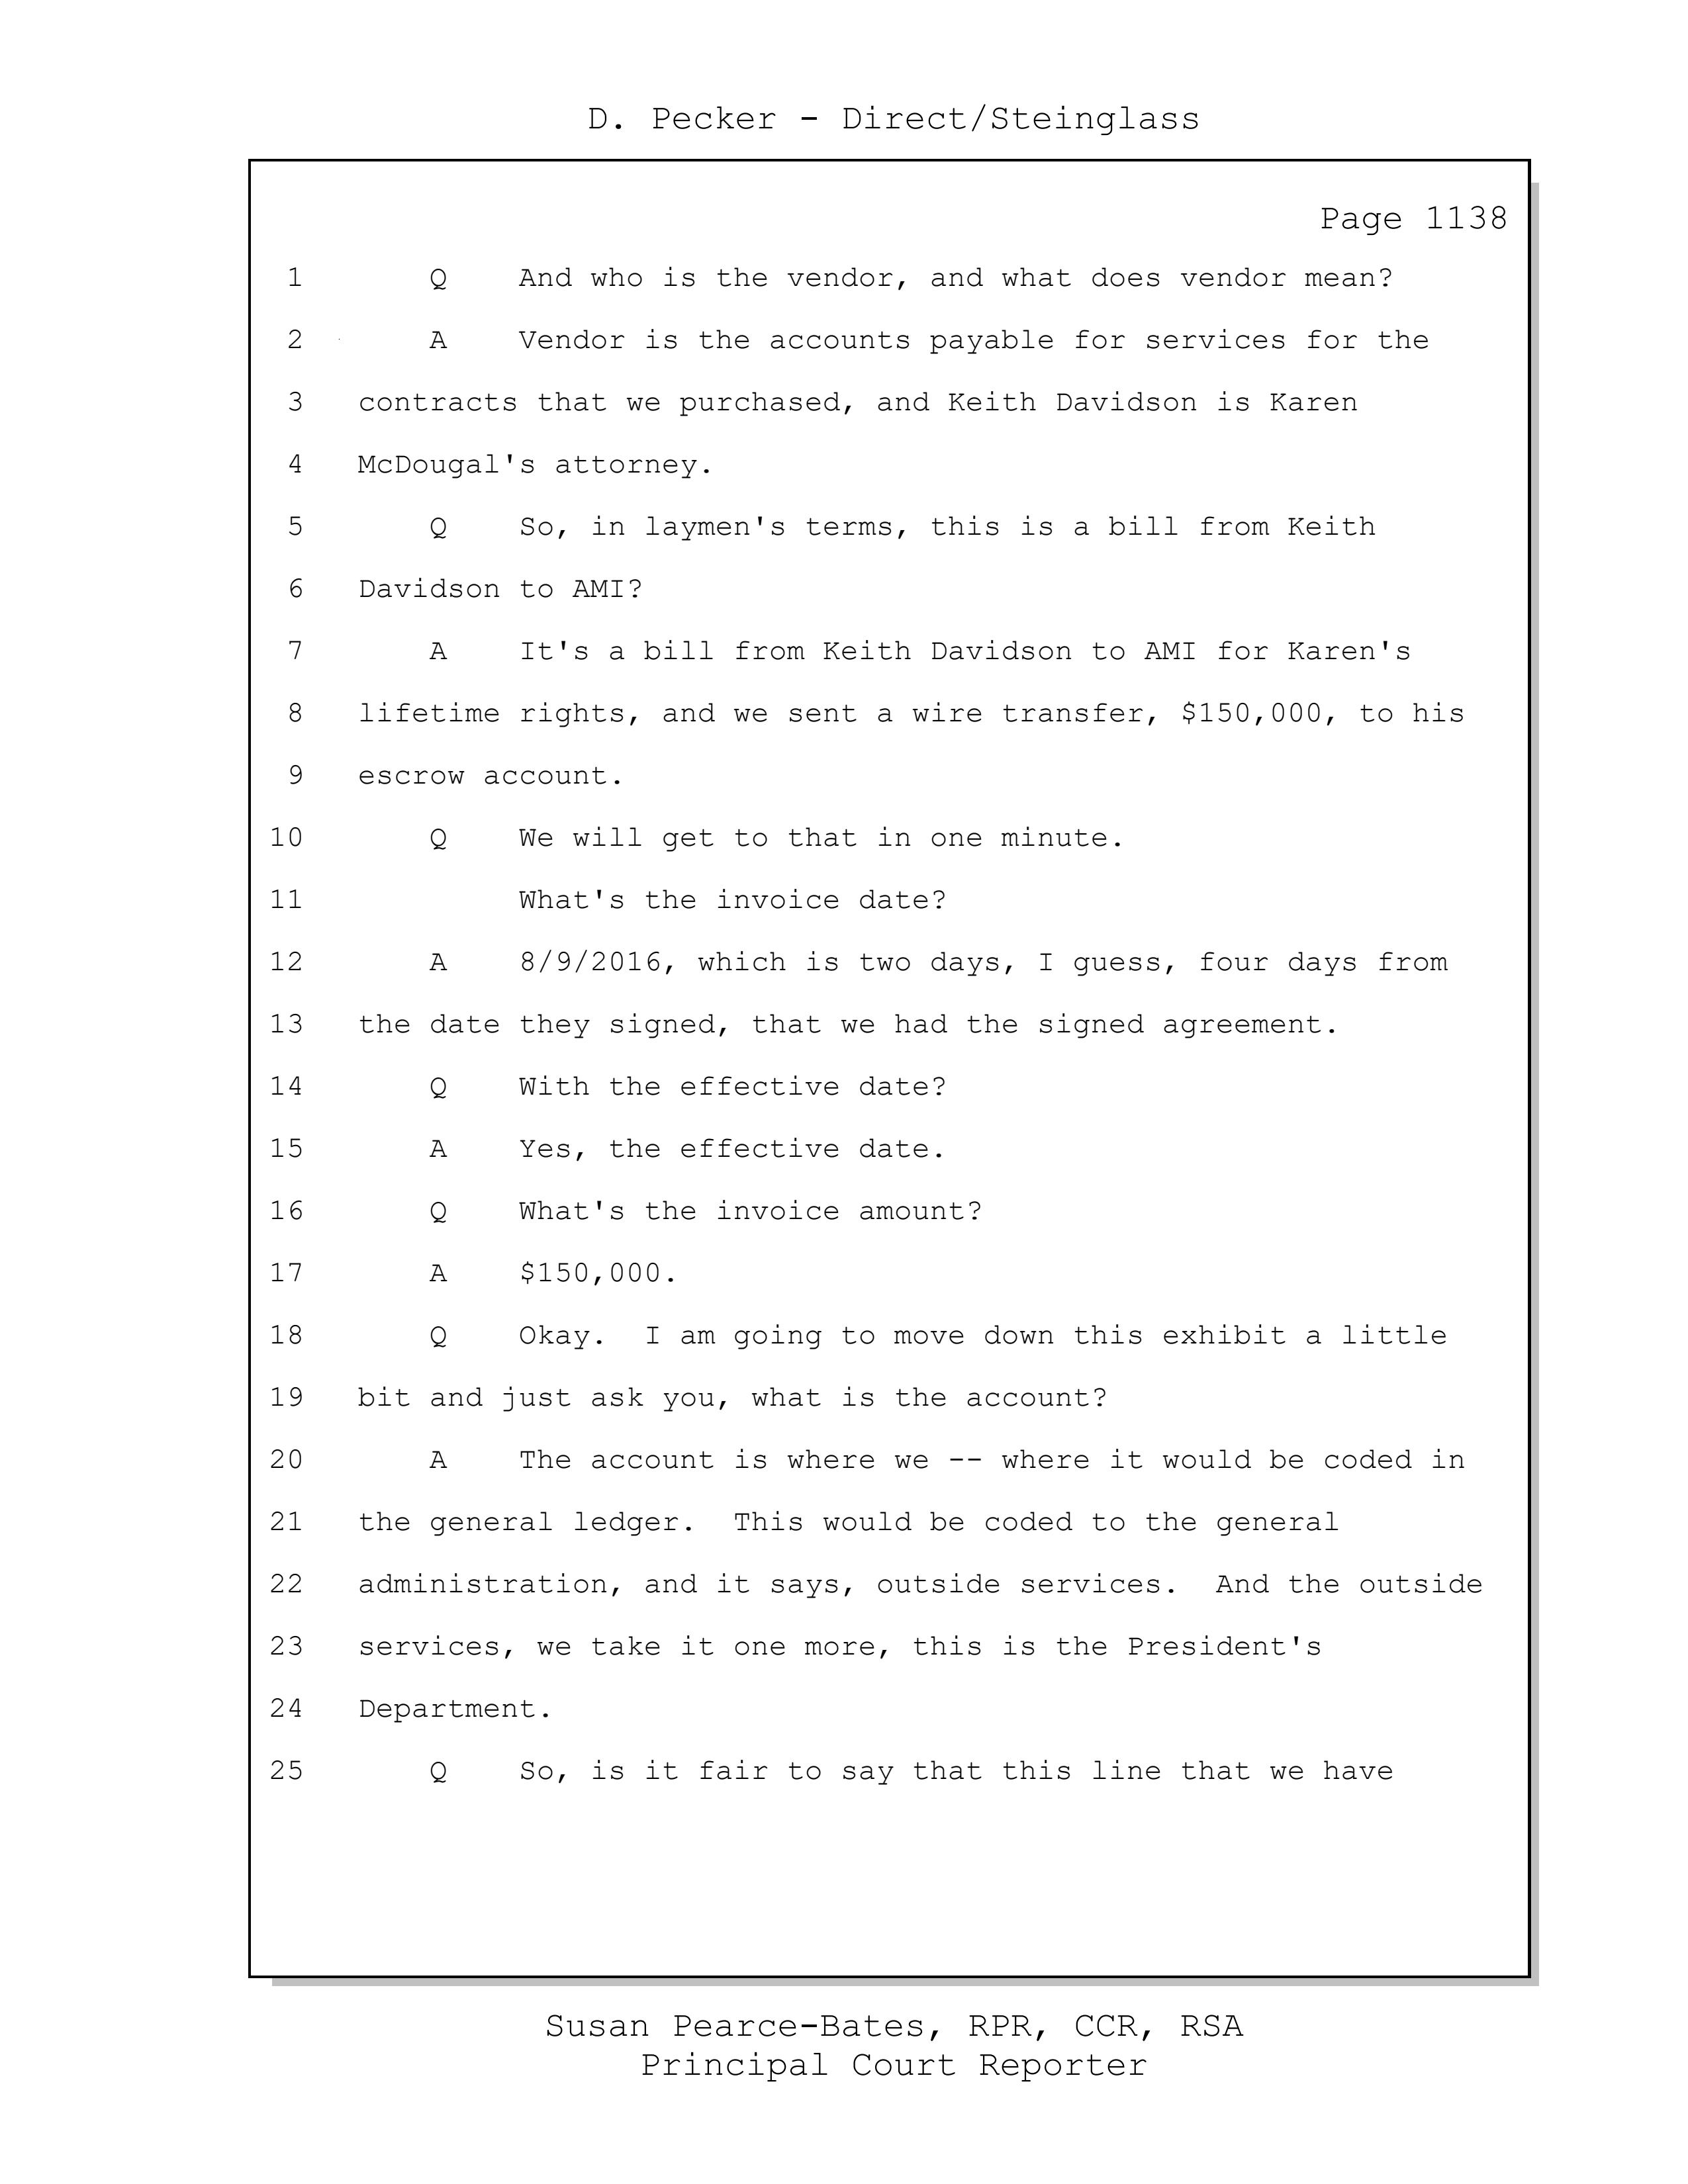 D. Pecker - Direct/Steinglass
Page 1138
1 Q And who is the vendor, and what does vendor mean?
2 A Vendor is the accounts payable for services for the
3 contracts that we purchased, and Keith Davidson is Karen
4 McDougal's attorney.
5 Q So, in laymen's terms, this is a bill from Keith
6 Davidson to AMI?
7 A It's a bill from Keith Davidson to AMI for Karen's
8 lifetime rights, and we sent a wire transfer, $150,000, to his
9 escrow account.
10 Q We will get to that in one minute.
11 What's the invoice date?
12 A 8/9/2016, which is two days, I guess, four days from
13 the date they signed, that we had the signed agreement.
14 Q With the effective date?
15 A Yes, the effective date.
16 Q What's the invoice amount?
17 A $150,000.
18 Q Okay. I am going to move down this exhibit a little
19 bit and just ask you, what is the account?
20 A The account is where we -- where it would be coded in
21 the general ledger. This would be coded to the general
22 administration, and it says, outside services. And the outside
23 services, we take it one more, this is the President's
24 Department.
25 Q So, is it fair to say that this line that we have
Susan Pearce-Bates, RPR, CCR, RSA
Principal Court Reporter